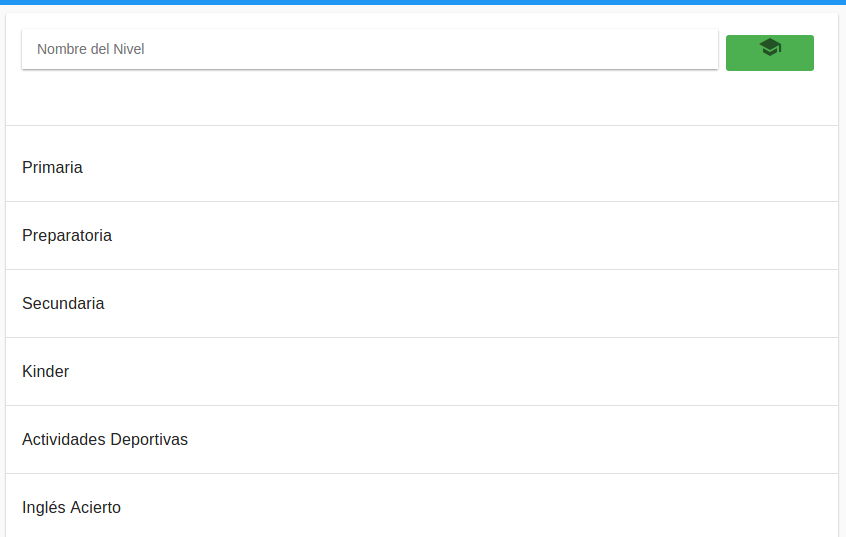 Nombre del Nivel
Primaria
Preparatoria
Secundaria
Kinder
Actividades Deportivas
Inglés Acierto